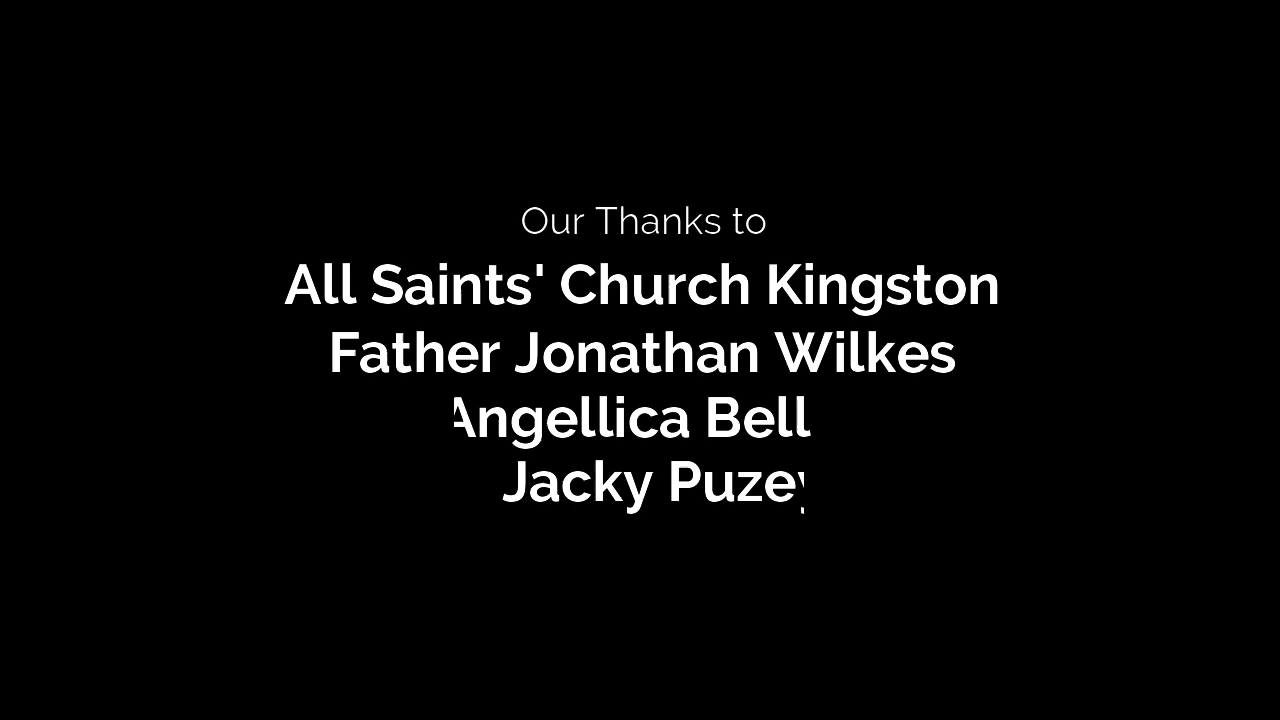 Our Thanks to
All Saints' Church Kingston
Father Jonathan Wilkes
Angellica Bell
Jacky Puzey